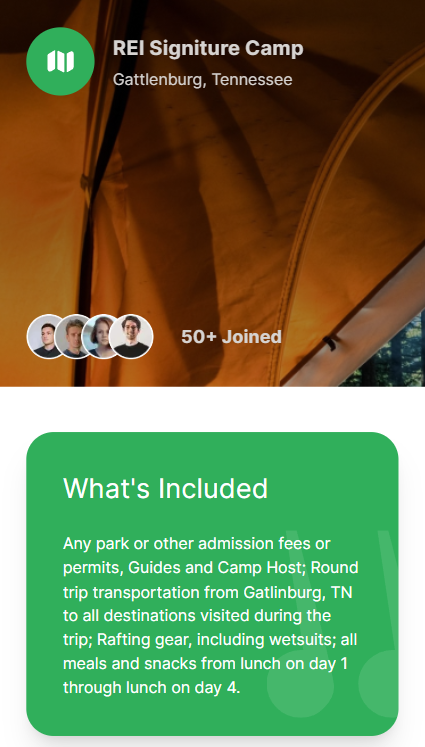 REI Signiture Camp
Gattlenburg, Tennessee
50+ Joined
What's Included
Any park or other admission fees or
permits, Guides and Camp Host; Round
trip transportation from Gatlinburg, TN
to all destinations visited during the
trip; Rafting gear, including wetsuits; all
meals and snacks from lunch on day 1
through lunch on day 4.